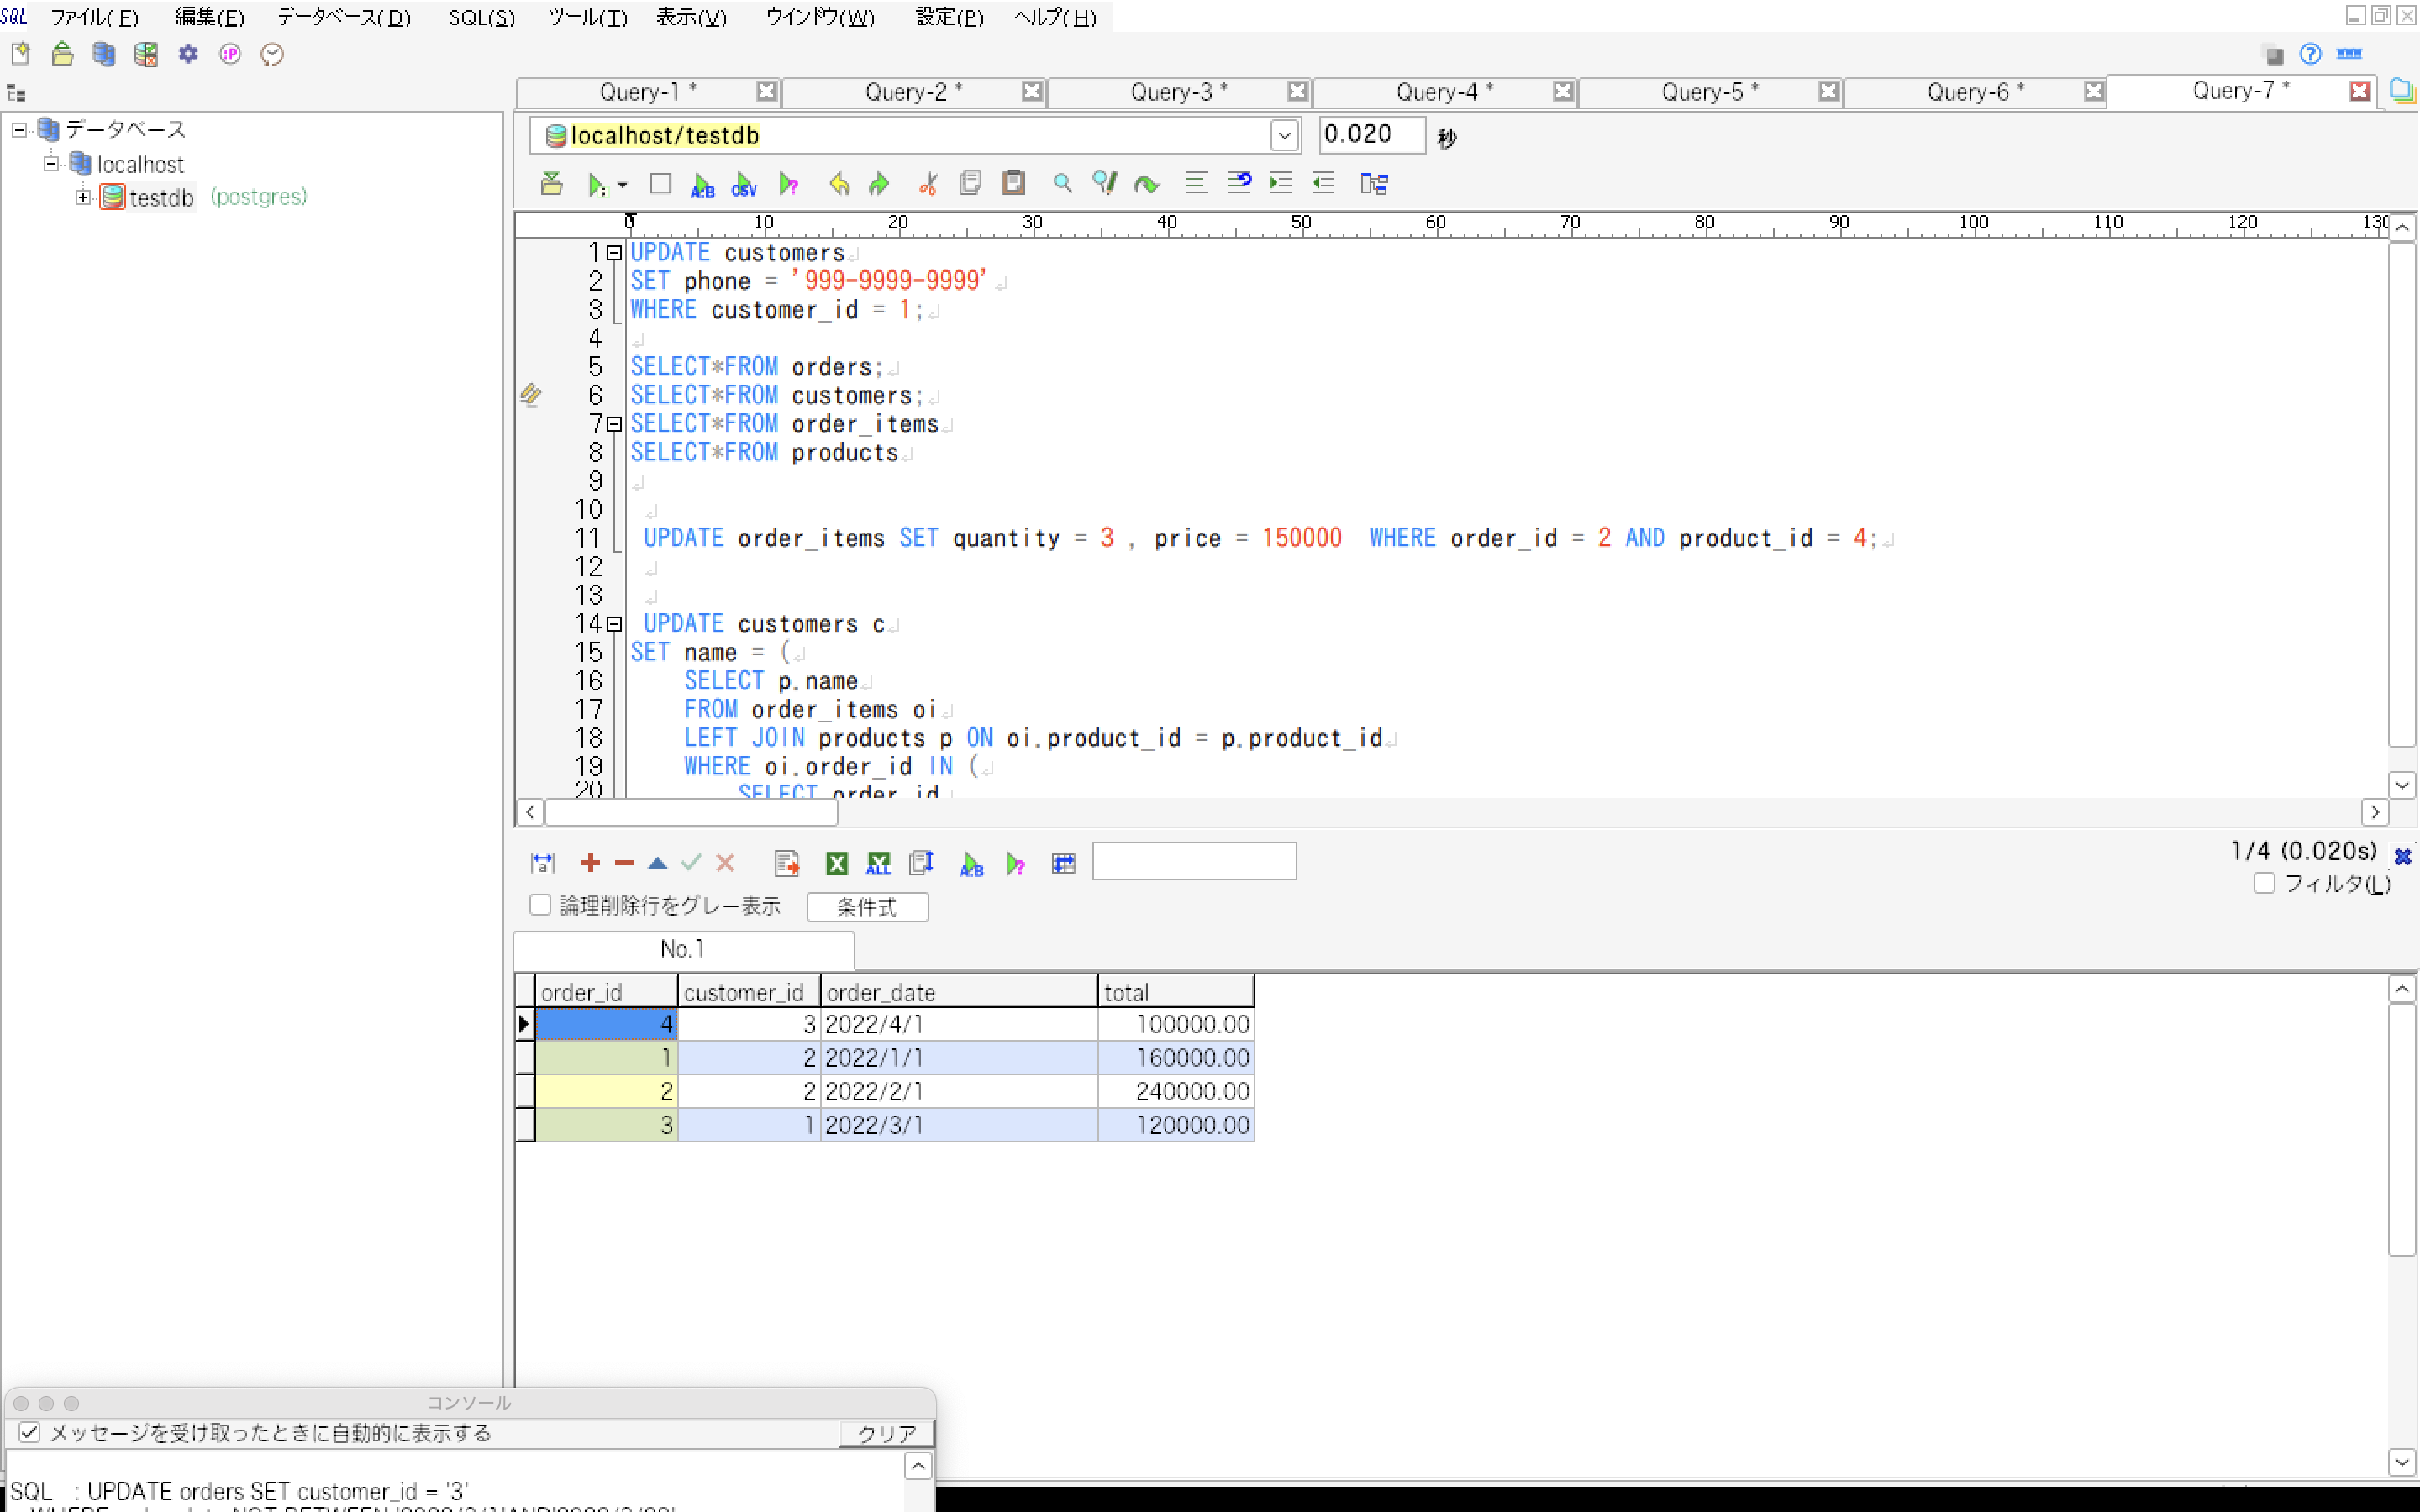 SQL ファイル(F) 編集(E) データベース(D) SQL(S) ツール(T) 表示(V) ウインドウ(W) 設定(P) ヘルプ(H)
Query-1 * Query-2 * Query-3 * Query-4 * Query-5 * Query-6 * Query-7 *
データベース
localhost
testdb (postgres)
localhost/testdb 0.020 秒
A:B CSV
0 10 20 30 40 50 60 70 80 90 100 110 120 130
1 UPDATE customers
2 SET phone = '999-9999-9999'
3 WHERE customer_id = 1;
4
5 SELECT*FROM orders;
6 SELECT*FROM customers;
7 SELECT*FROM order_items
8 SELECT*FROM products
9
10
11 UPDATE order_items SET quantity = 3 , price = 150000  WHERE order_id = 2 AND product_id = 4;
12
13
14 UPDATE customers c
15 SET name = (
16 SELECT p.name
17 FROM order_items oi
18 LEFT JOIN products p ON oi.product_id = p.product_id
19 WHERE oi.order_id IN (
20 SELECT order_id
ALL A:B
1/4 (0.020s)
フィルタ(L)
論理削除行をグレー表示 条件式
No.1
order_id customer_id order_date total
4 3 2022/4/1 100000.00
1 2 2022/1/1 160000.00
2 2 2022/2/1 240000.00
3 1 2022/3/1 120000.00
コンソール
メッセージを受け取ったときに自動的に表示する クリア
SQL : UPDATE orders SET customer_id = '3'